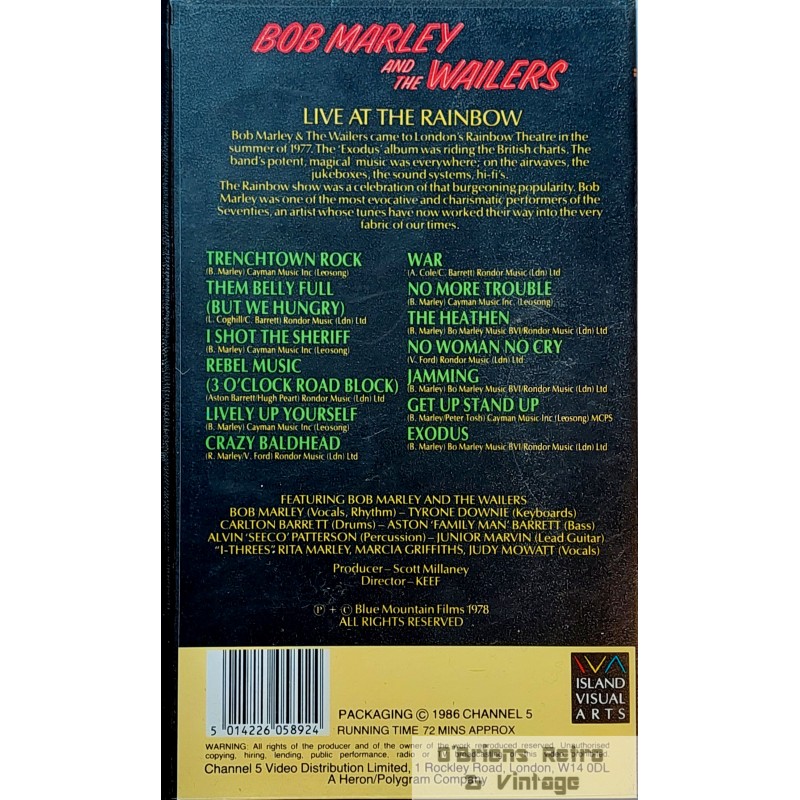 BOB MARLEY
AND THE WAILERS
LIVE AT THE RAINBOW
Bob Marley & The Wailers came to London's Rainbow Theatre in the
summer of 1977. The 'Exodus' album was riding the British charts. The
band's potent, magical music was everywhere; on the airwaves, the
jukeboxes, the sound systems, hi-fi's.
The Rainbow show was a celebration of that burgeoning popularity. Bob
Marley was one of the most evocative and charismatic performers of the
Seventies, an artist whose tunes have now worked their way into the very
fabric of our times.
TRENCHTOWN ROCK
(B. Marley) Cayman Music Inc (Leosong)
THEM BELLY FULL
(BUT WE HUNGRY)
(L. Coghill/C. Barrett) Rondor Music (Ldn) Ltd
I SHOT THE SHERIFF
(B. Marley) Cayman Music Inc (Leosong)
REBEL MUSIC
(3 O'CLOCK ROAD BLOCK)
(Aston Barrett/Hugh Peart) Rondor Music (Ldn) Ltd
LIVELY UP YOURSELF
(B. Marley) Cayman Music Inc (Leosong)
CRAZY BALDHEAD
(R. Marley/V. Ford) Rondor Music (Ldn) Ltd
WAR
(A. Cole/C. Barrett) Rondor Music (Ldn) Ltd
NO MORE TROUBLE
(B. Marley) Cayman Music Inc. (Leosong)
THE HEATHEN
(B. Marley) Bo Marley Music BVI/Rondor Music (Ldn) Ltd
NO WOMAN NO CRY
(V. Ford) Rondor Music (Ldn) Ltd
JAMMING
(B. Marley) Bo Marley Music BVI/Rondor Music (Ldn) Ltd
GET UP STAND UP
(B. Marley/Peter Tosh) Cayman Music Inc (Leosong) MCPS
EXODUS
(B. Marley) Bo Marley Music BVI/Rondor Music (Ldn) Ltd
FEATURING BOB MARLEY AND THE WAILERS
BOB MARLEY (Vocals, Rhythm) – TYRONE DOWNIE (Keyboards)
CARLTON BARRETT (Drums) – ASTON 'FAMILY MAN' BARRETT (Bass)
ALVIN 'SEECO' PATTERSON (Percussion) – JUNIOR MARVIN (Lead Guitar)
"I-THREES": RITA MARLEY, MARCIA GRIFFITHS, JUDY MOWATT (Vocals)
Producer – Scott Millaney
Director – KEEF
Ⓟ + © Blue Mountain Films 1978
ALL RIGHTS RESERVED
5 014226 058924
PACKAGING © 1986 CHANNEL 5
RUNNING TIME 72 MINS APPROX
IVA
ISLAND
VISUAL
ARTS
WARNING: All rights of the producer and of the owner of the work reproduced reserved. Unauthorised
copying, hiring, lending, public performance, radio or
Channel 5 Video Distribution Limited, 1 Rockley Road, London, W14 0DL
A Heron/Polygram Company
O'Briens Retro
& Vintage